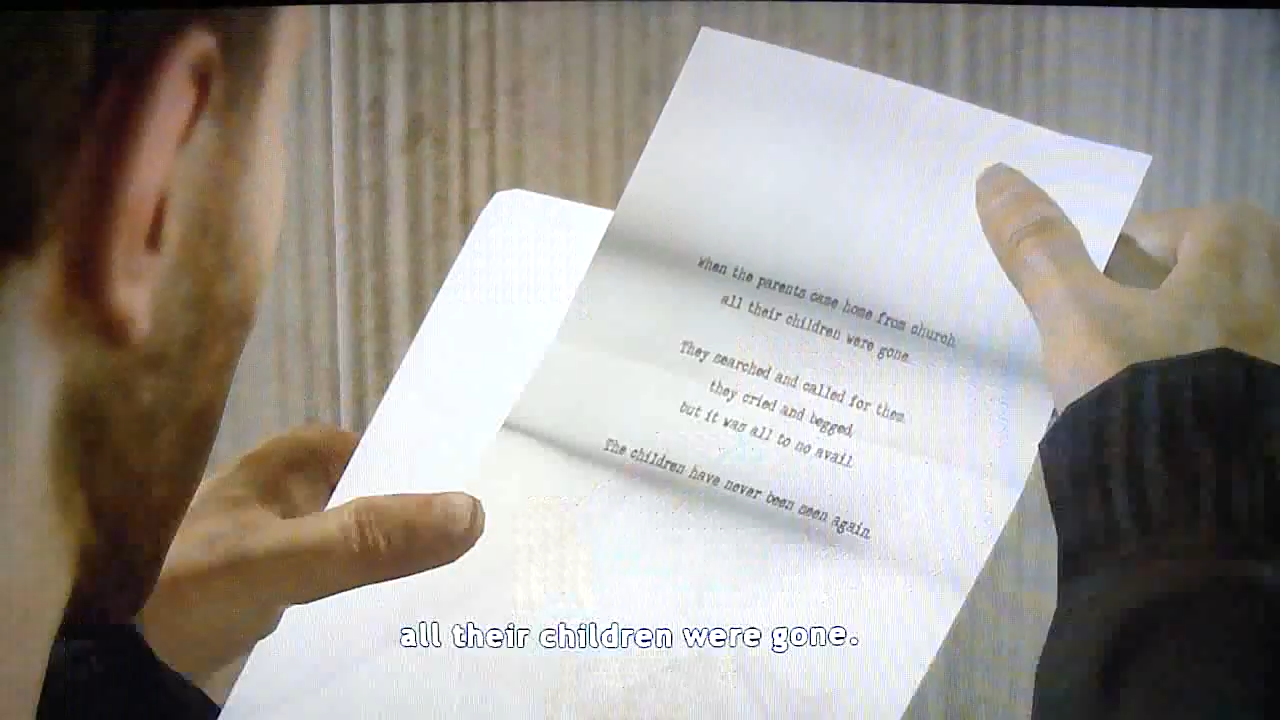 When the parents came home from church
all their children were gone.
They searched and called for them
they cried and begged,
but it was all to no avail.
The children have never been seen again
all their children were gone.